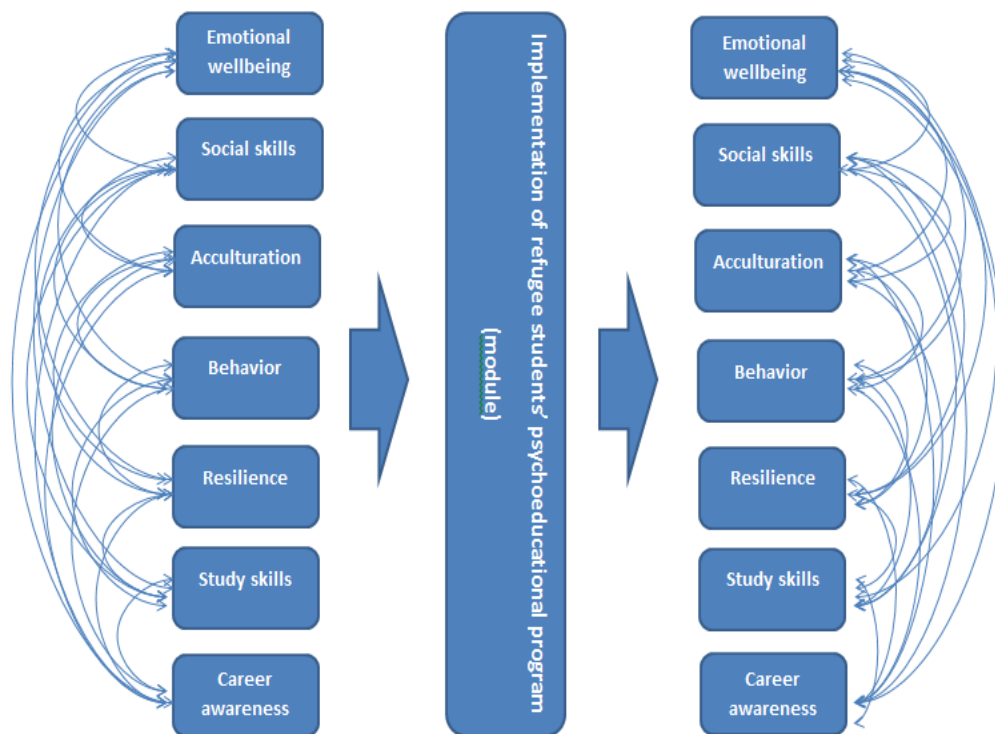 Emotional
wellbeing
Social skills
Acculturation
Behavior
Resilience
Study skills
Career
awareness
Implementation of refugee students’ psychoeducational program
(module)
Emotional
wellbeing
Social skills
Acculturation
Behavior
Resilience
Study skills
Career
awareness